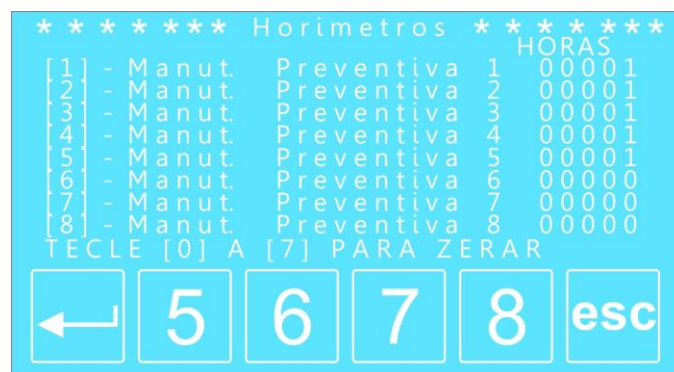 * * * * * * * Horimetros * * * * * * *
HORAS
[1] - Manut. Preventiva 1 00001
[2] - Manut. Preventiva 2 00001
[3] - Manut. Preventiva 3 00001
[4] - Manut. Preventiva 4 00001
[5] - Manut. Preventiva 5 00001
[6] - Manut. Preventiva 6 00000
[7] - Manut. Preventiva 7 00000
[8] - Manut. Preventiva 8 00000
TECLE [0] A [7] PARA ZERAR
5 6 7 8 esc